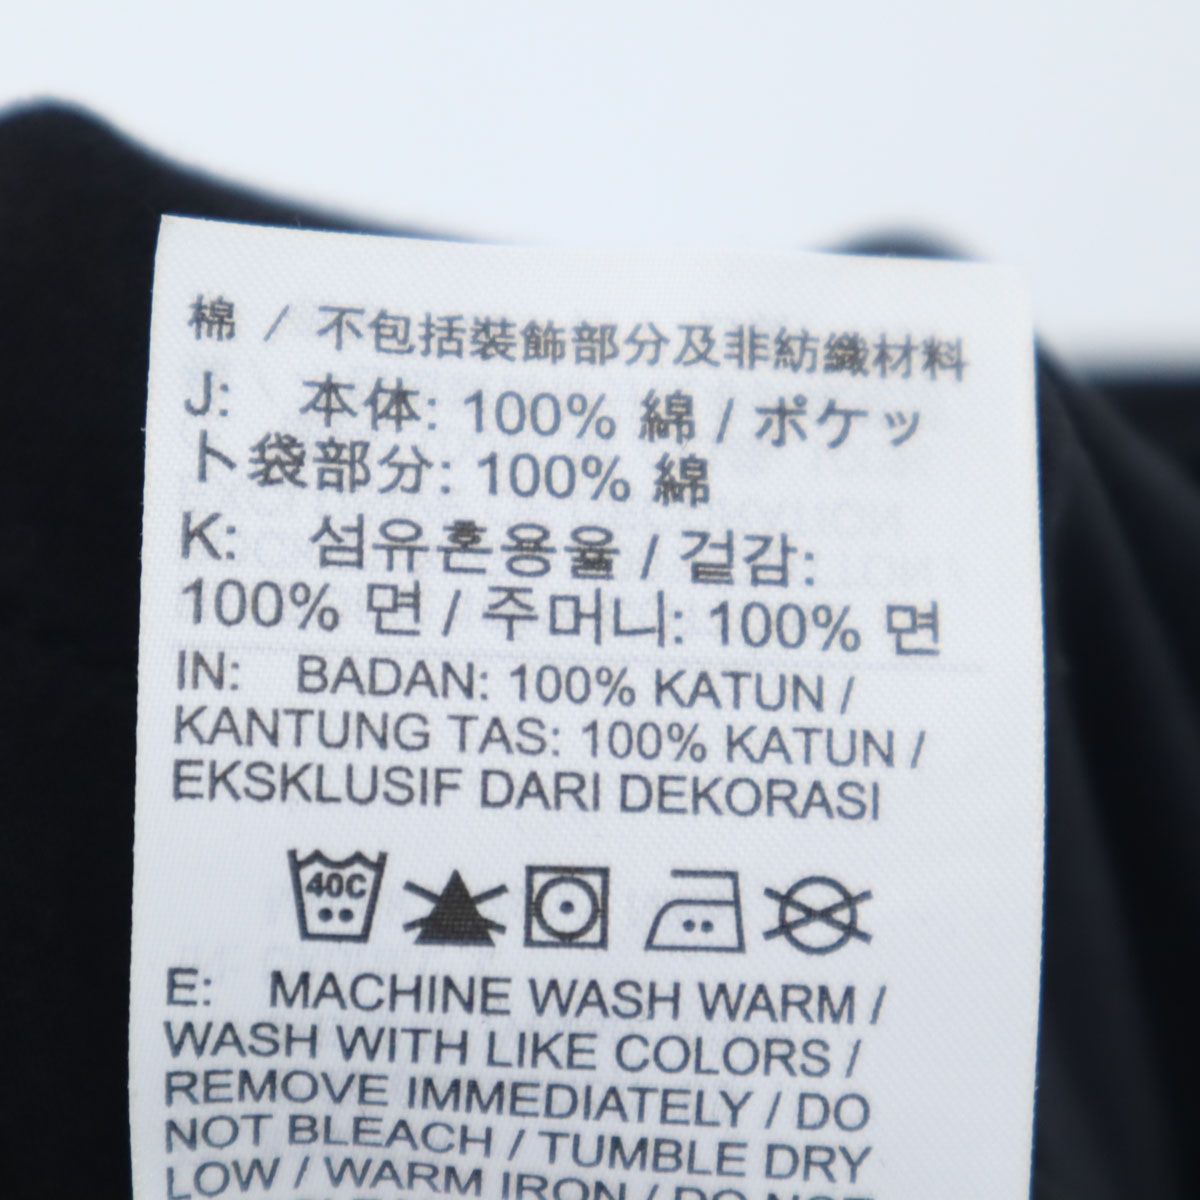 棉 / 不包括裝飾部分及非紡織材料
J: 本体: 100% 綿 / ポケッ
ト袋部分: 100% 綿
K: 섬유혼용율 / 겉감:
100% 면 / 주머니: 100% 면
IN: BADAN: 100% KATUN /
KANTUNG TAS: 100% KATUN /
EKSKLUSIF DARI DEKORASI
40C
E: MACHINE WASH WARM /
WASH WITH LIKE COLORS /
REMOVE IMMEDIATELY / DO
NOT BLEACH / TUMBLE DRY
LOW / WARM IRON / DO NOT